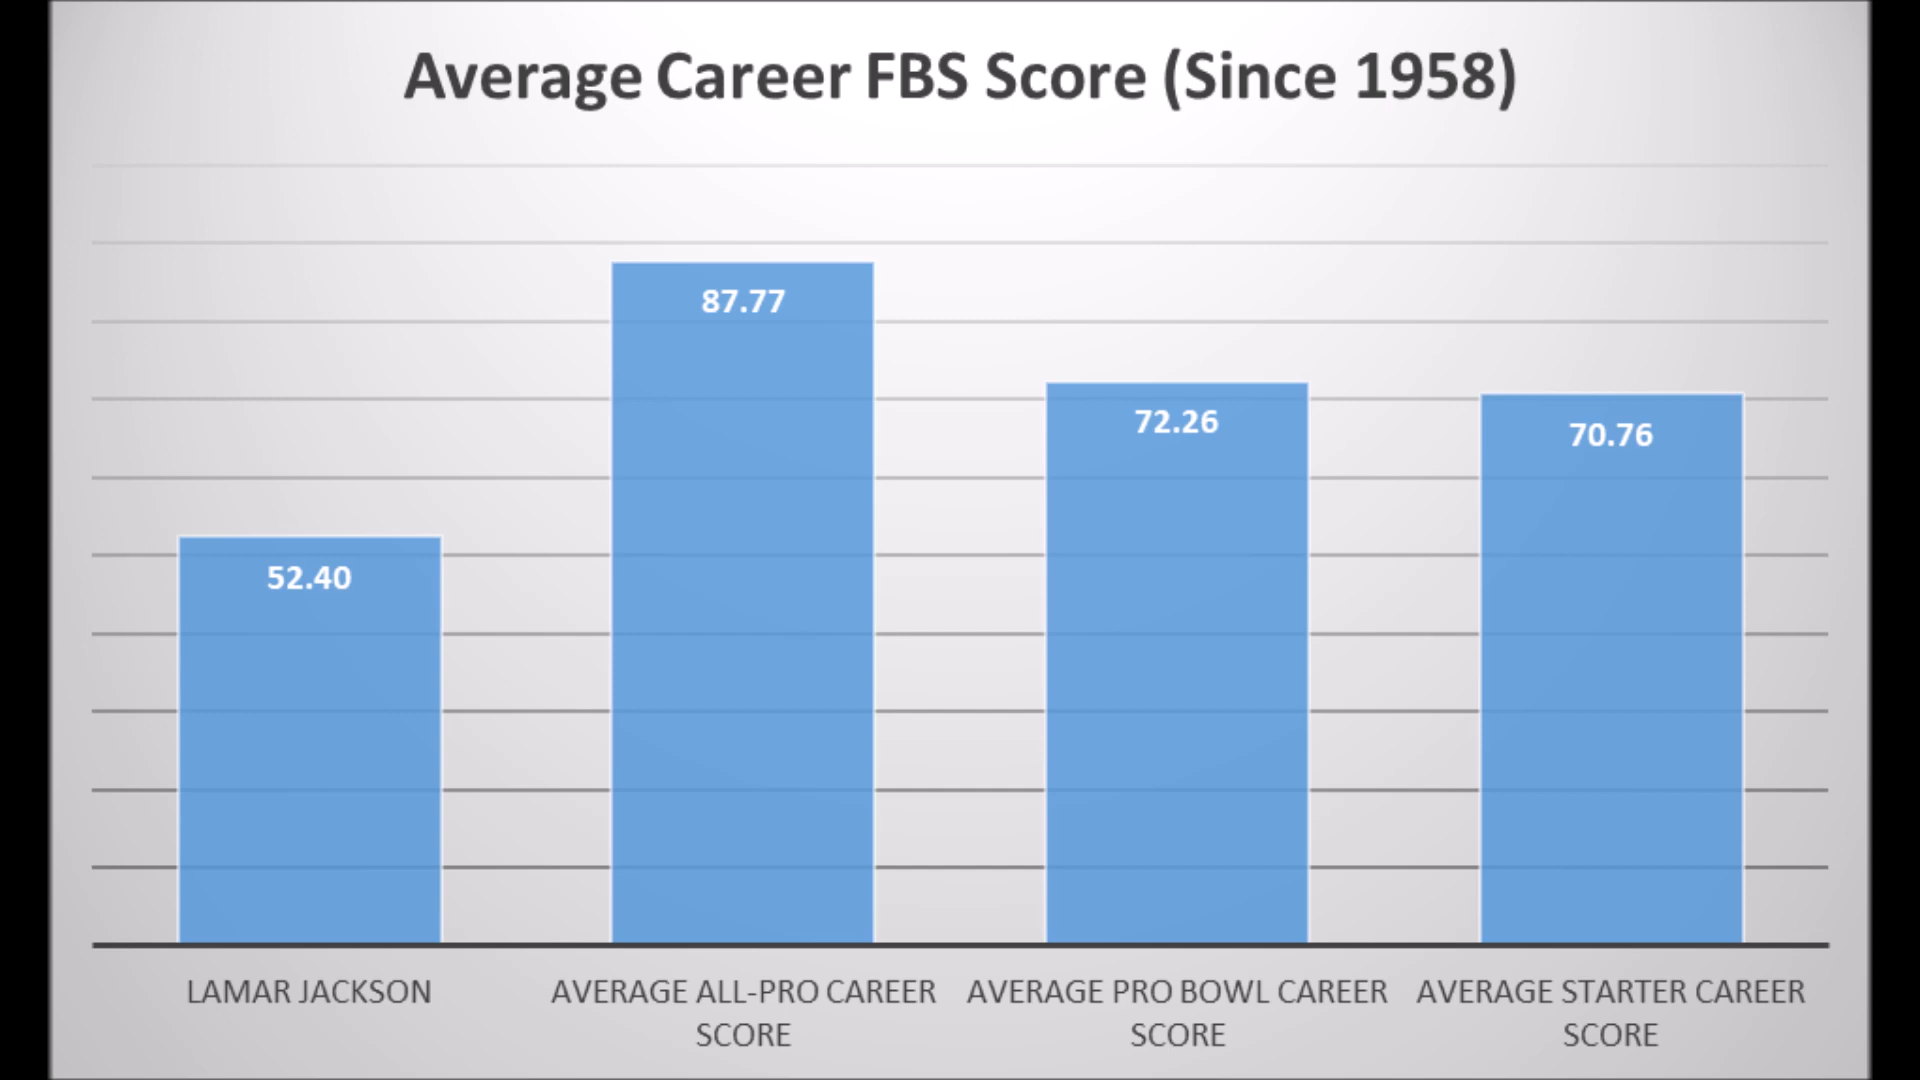 Average Career FBS Score (Since 1958)
87.77
72.26
70.76
52.40
LAMAR JACKSON
AVERAGE ALL-PRO CAREER
SCORE
AVERAGE PRO BOWL CAREER
SCORE
AVERAGE STARTER CAREER
SCORE